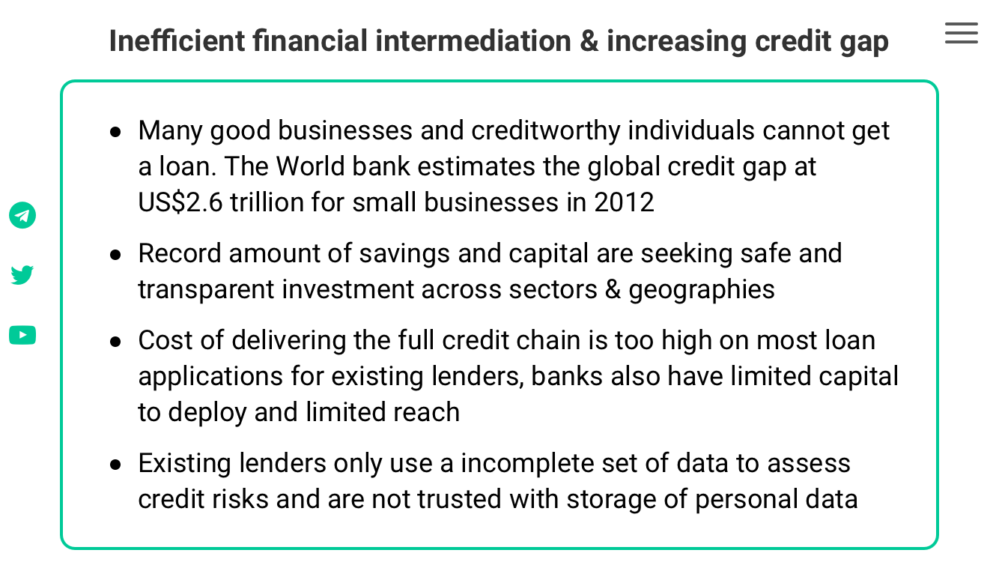 Inefficient financial intermediation & increasing credit gap
● Many good businesses and creditworthy individuals cannot get
a loan. The World bank estimates the global credit gap at
US$2.6 trillion for small businesses in 2012
● Record amount of savings and capital are seeking safe and
transparent investment across sectors & geographies
● Cost of delivering the full credit chain is too high on most loan
applications for existing lenders, banks also have limited capital
to deploy and limited reach
● Existing lenders only use a incomplete set of data to assess
credit risks and are not trusted with storage of personal data